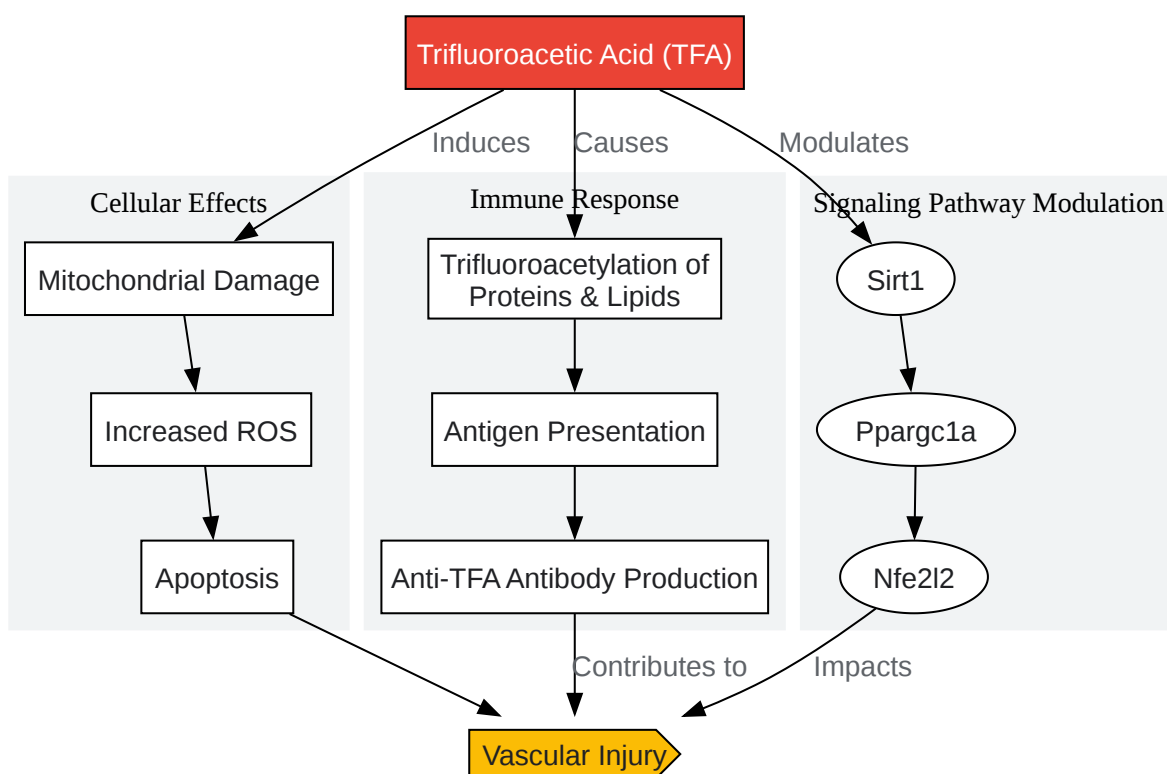 Trifluoroacetic Acid (TFA)
Induces
Causes
Modulates
Cellular Effects
Immune Response
Signaling Pathway Modulation
Mitochondrial Damage
Trifluoroacetylation of
Proteins & Lipids
Sirt1
Increased ROS
Antigen Presentation
Ppargc1a
Apoptosis
Anti-TFA Antibody Production
Nfe2l2
Contributes to
Impacts
Vascular Injury